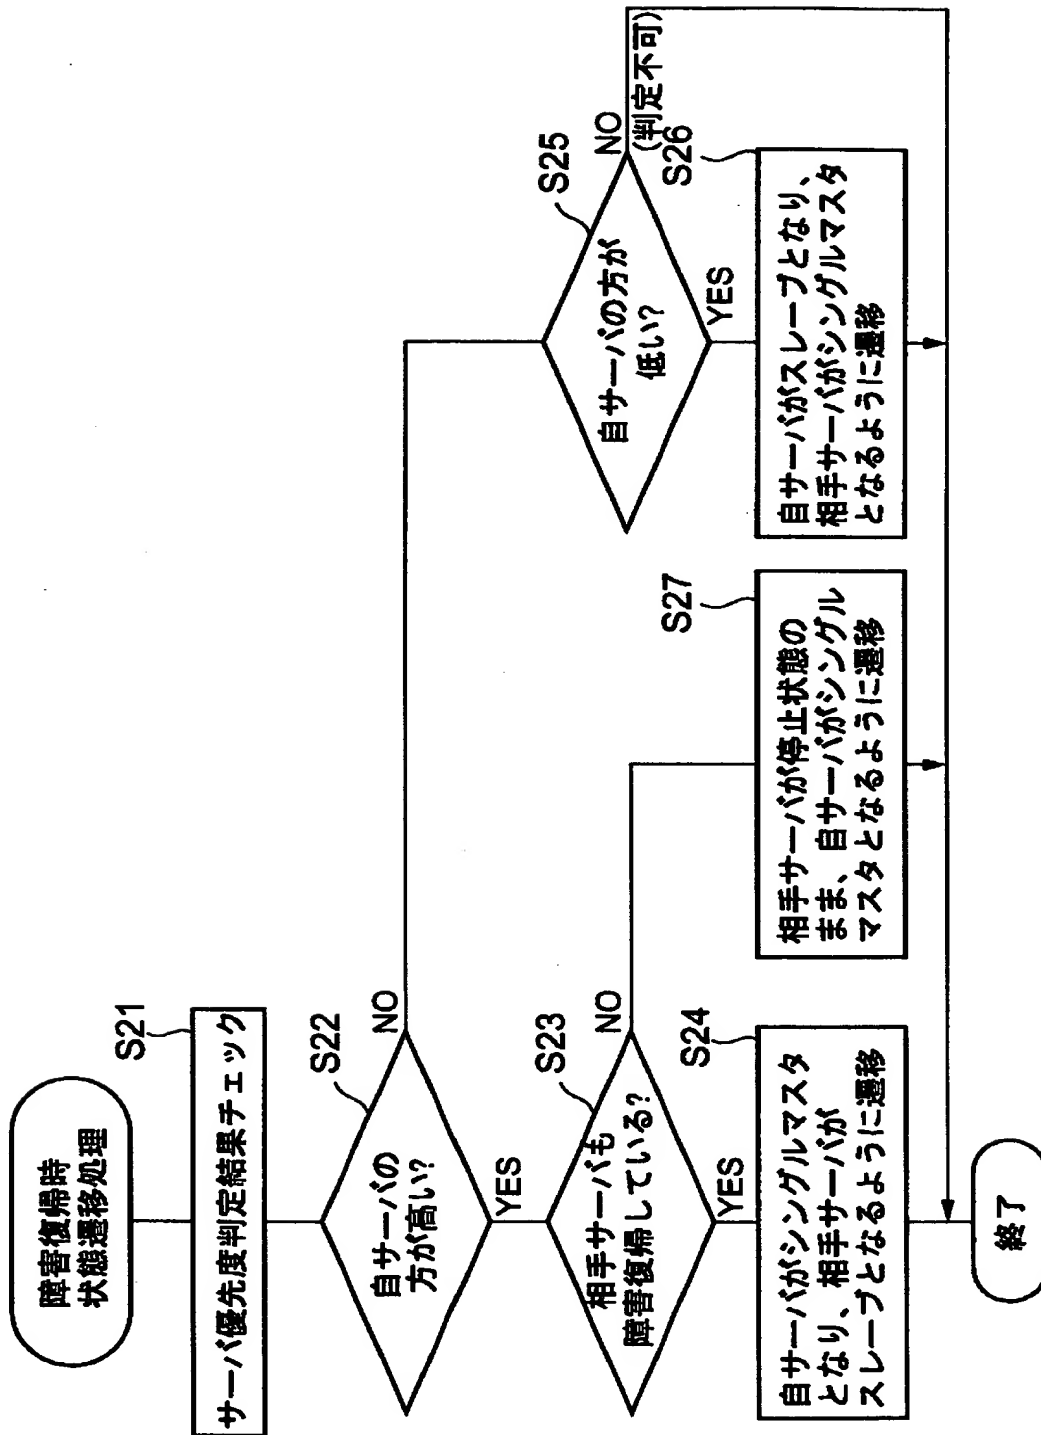 障害復帰時
状態遷移処理
S21
サーバ優先度判定結果チェック
S22
自サーバの
方が高い?
NO
YES
S23
相手サーバも
障害復帰している?
NO
YES
S24
自サーバがシングルマスタ
となり、相手サーバが
スレーブとなるように遷移
S27
相手サーバが停止状態の
まま、自サーバがシングル
マスタとなるように遷移
S25
自サーバの方が
低い?
NO
(判定不可)
YES
S26
自サーバがスレーブとなり、
相手サーバがシングルマスタ
となるように遷移
終了